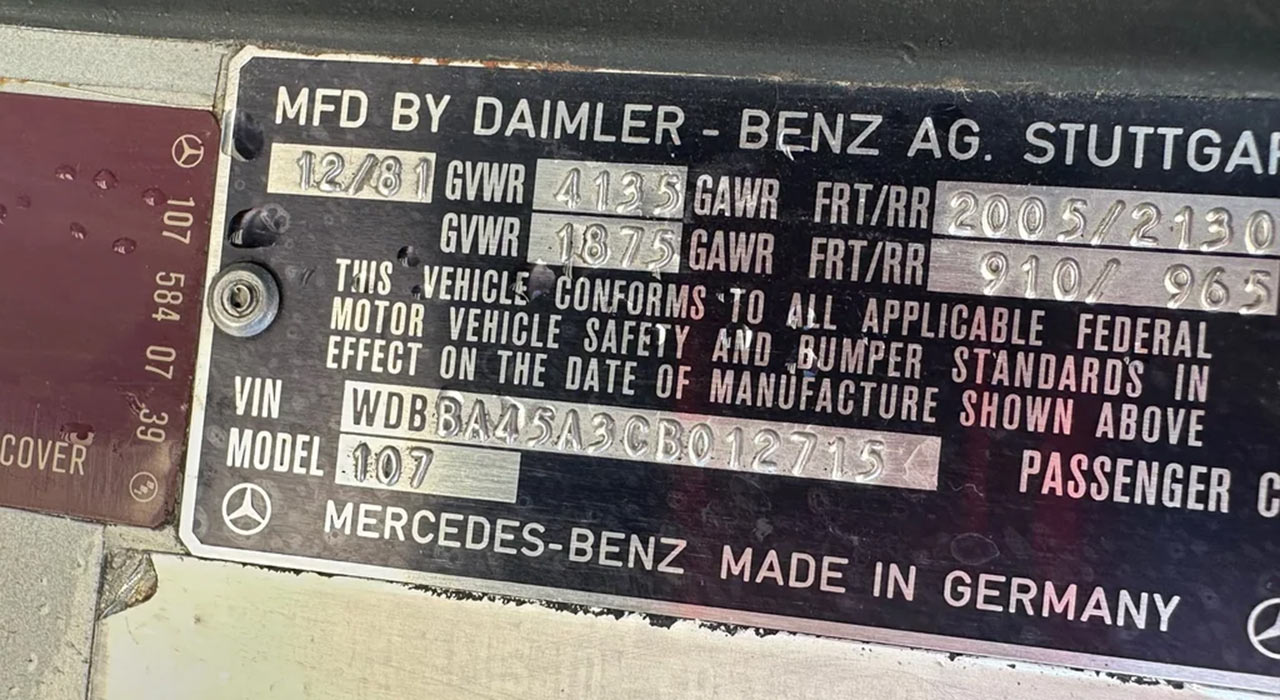 MFD BY DAIMLER - BENZ AG. STUTTGAR
12/81 GVWR 4135 GAWR FRT/RR 2005/2130
GVWR 1875 GAWR FRT/RR 910/ 965
THIS VEHICLE CONFORMS TO ALL APPLICABLE FEDERAL
MOTOR VEHICLE SAFETY AND BUMPER STANDARDS IN
EFFECT ON THE DATE OF MANUFACTURE SHOWN ABOVE
VIN WDBBA45A3CB012715
MODEL 107
PASSENGER C
MERCEDES-BENZ MADE IN GERMANY
107 584 07 39
COVER